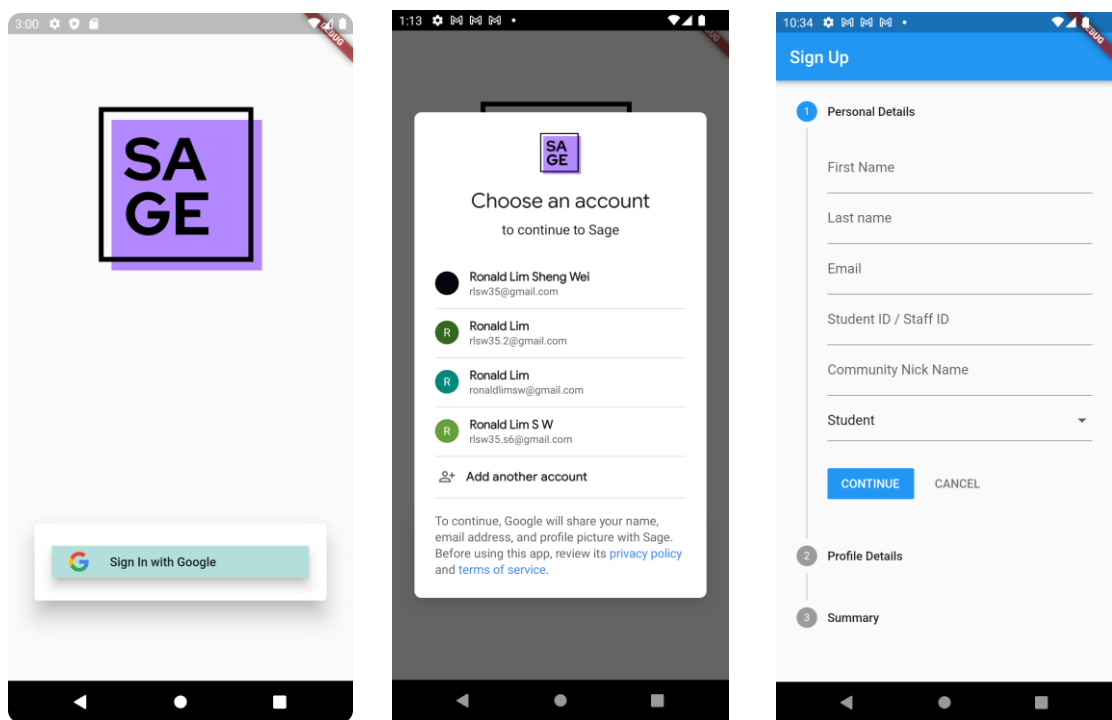 3:00
DEBUG
SA
GE
Sign In with Google
1:13
SA
GE
Choose an account
to continue to Sage
Ronald Lim Sheng Wei
rlsw35@gmail.com
R
Ronald Lim
rlsw35.2@gmail.com
R
Ronald Lim
ronaldlimsw@gmail.com
R
Ronald Lim S W
rlsw35.s6@gmail.com
Add another account
To continue, Google will share your name,
email address, and profile picture with Sage.
Before using this app, review its privacy policy
and terms of service.
10:34
DEBUG
Sign Up
1 Personal Details
First Name
Last name
Email
Student ID / Staff ID
Community Nick Name
Student
CONTINUE CANCEL
2 Profile Details
3 Summary